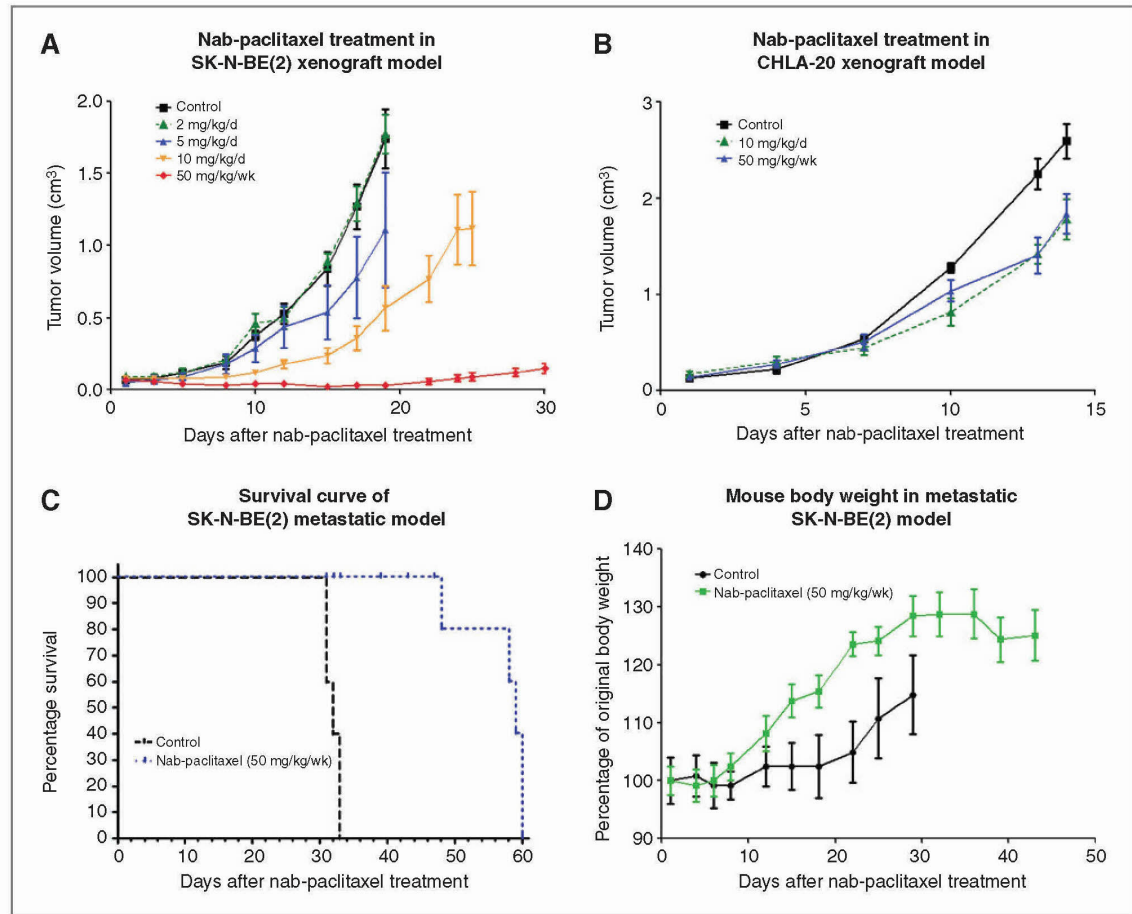 A
Nab-paclitaxel treatment in
SK-N-BE(2) xenograft model
Control
2 mg/kg/d
5 mg/kg/d
10 mg/kg/d
50 mg/kg/wk
Tumor volume (cm³)
2.0
1.5
1.0
0.5
0.0
0
10
20
30
Days after nab-paclitaxel treatment
B
Nab-paclitaxel treatment in
CHLA-20 xenograft model
Control
10 mg/kg/d
50 mg/kg/wk
Tumor volume (cm³)
3
2
1
0
0
5
10
15
Days after nab-paclitaxel treatment
C
Survival curve of
SK-N-BE(2) metastatic model
Percentage survival
100
90
80
70
60
50
40
30
20
10
0
Control
Nab-paclitaxel (50 mg/kg/wk)
0
10
20
30
40
50
60
Days after nab-paclitaxel treatment
D
Mouse body weight in metastatic
SK-N-BE(2) model
Percentage of original body weight
140
130
120
110
100
90
Control
Nab-paclitaxel (50 mg/kg/wk)
0
10
20
30
40
50
Days after nab-paclitaxel treatment